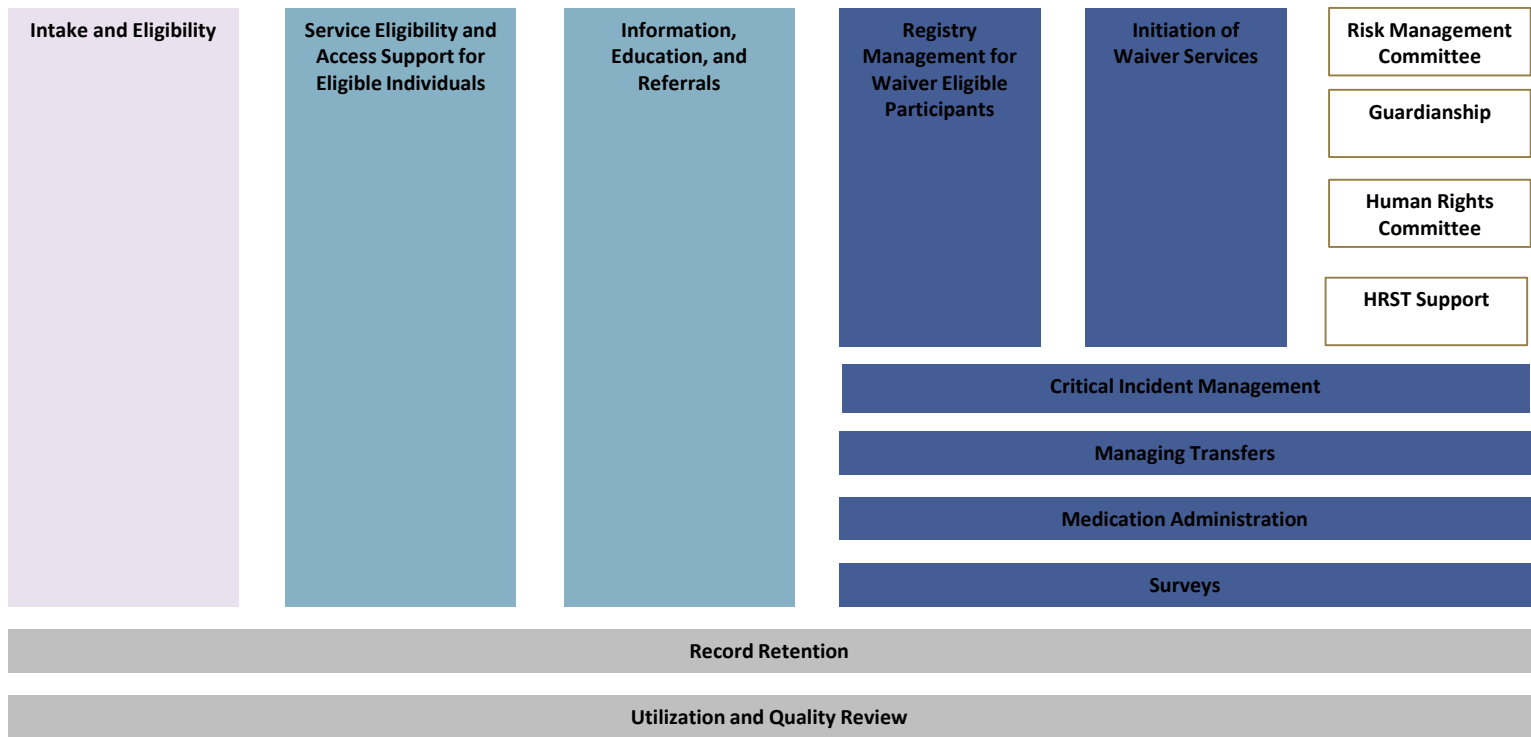 Intake and Eligibility
Service Eligibility and
Access Support for
Eligible Individuals
Information,
Education, and
Referrals
Registry
Management for
Waiver Eligible
Participants
Initiation of
Waiver Services
Risk Management
Committee
Guardianship
Human Rights
Committee
HRST Support
Critical Incident Management
Managing Transfers
Medication Administration
Surveys
Record Retention
Utilization and Quality Review